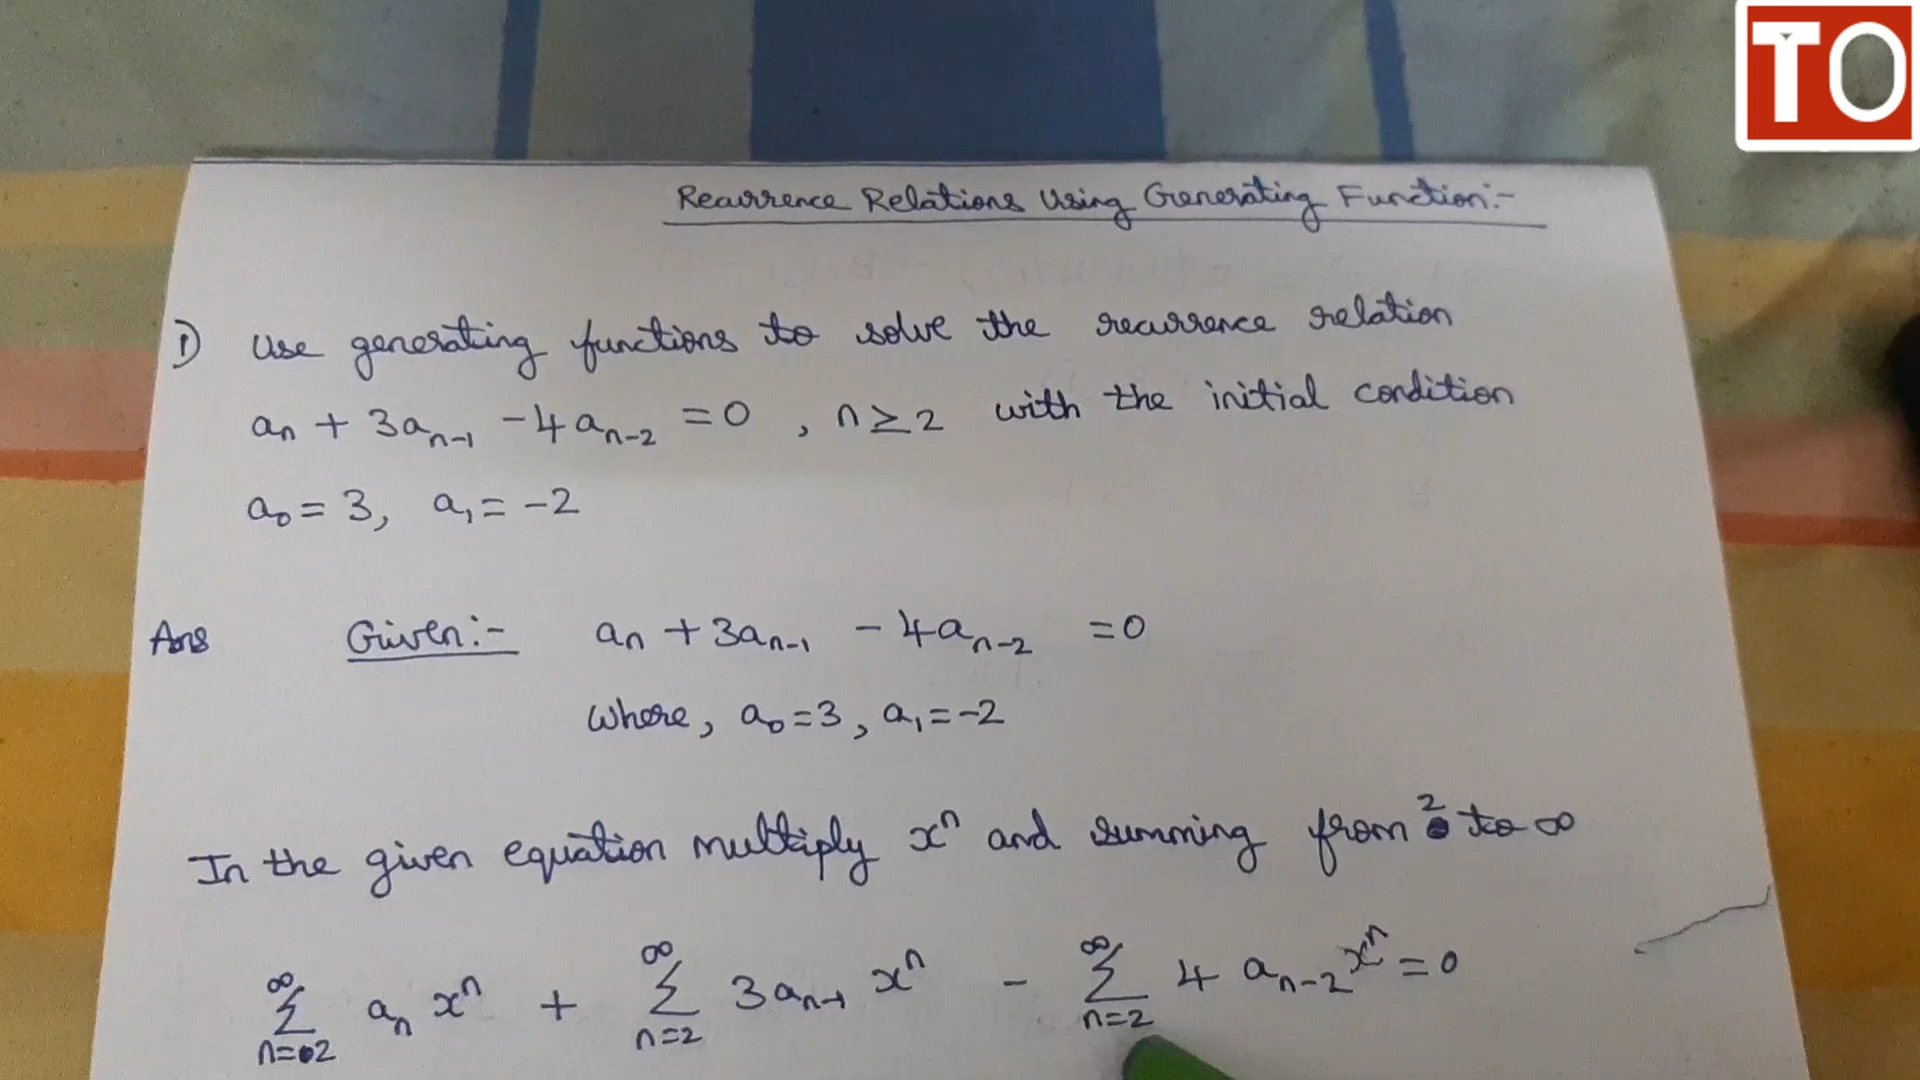 TO
Recurrence Relations Using Generating Function:-
1) Use generating functions to solve the recurrence relation
aₙ + 3aₙ₋₁ - 4aₙ₋₂ = 0 , n ≥ 2 with the initial condition
a₀ = 3, a₁ = -2
Ans Given:- aₙ + 3aₙ₋₁ - 4aₙ₋₂ = 0
Where, a₀ = 3, a₁ = -2
In the given equation multiply xⁿ and summing from 2 to ∞
∑_{n=2}^{∞} aₙ xⁿ + ∑_{n=2}^{∞} 3aₙ₋₁ xⁿ - ∑_{n=2}^{∞} 4 aₙ₋₂ xⁿ = 0